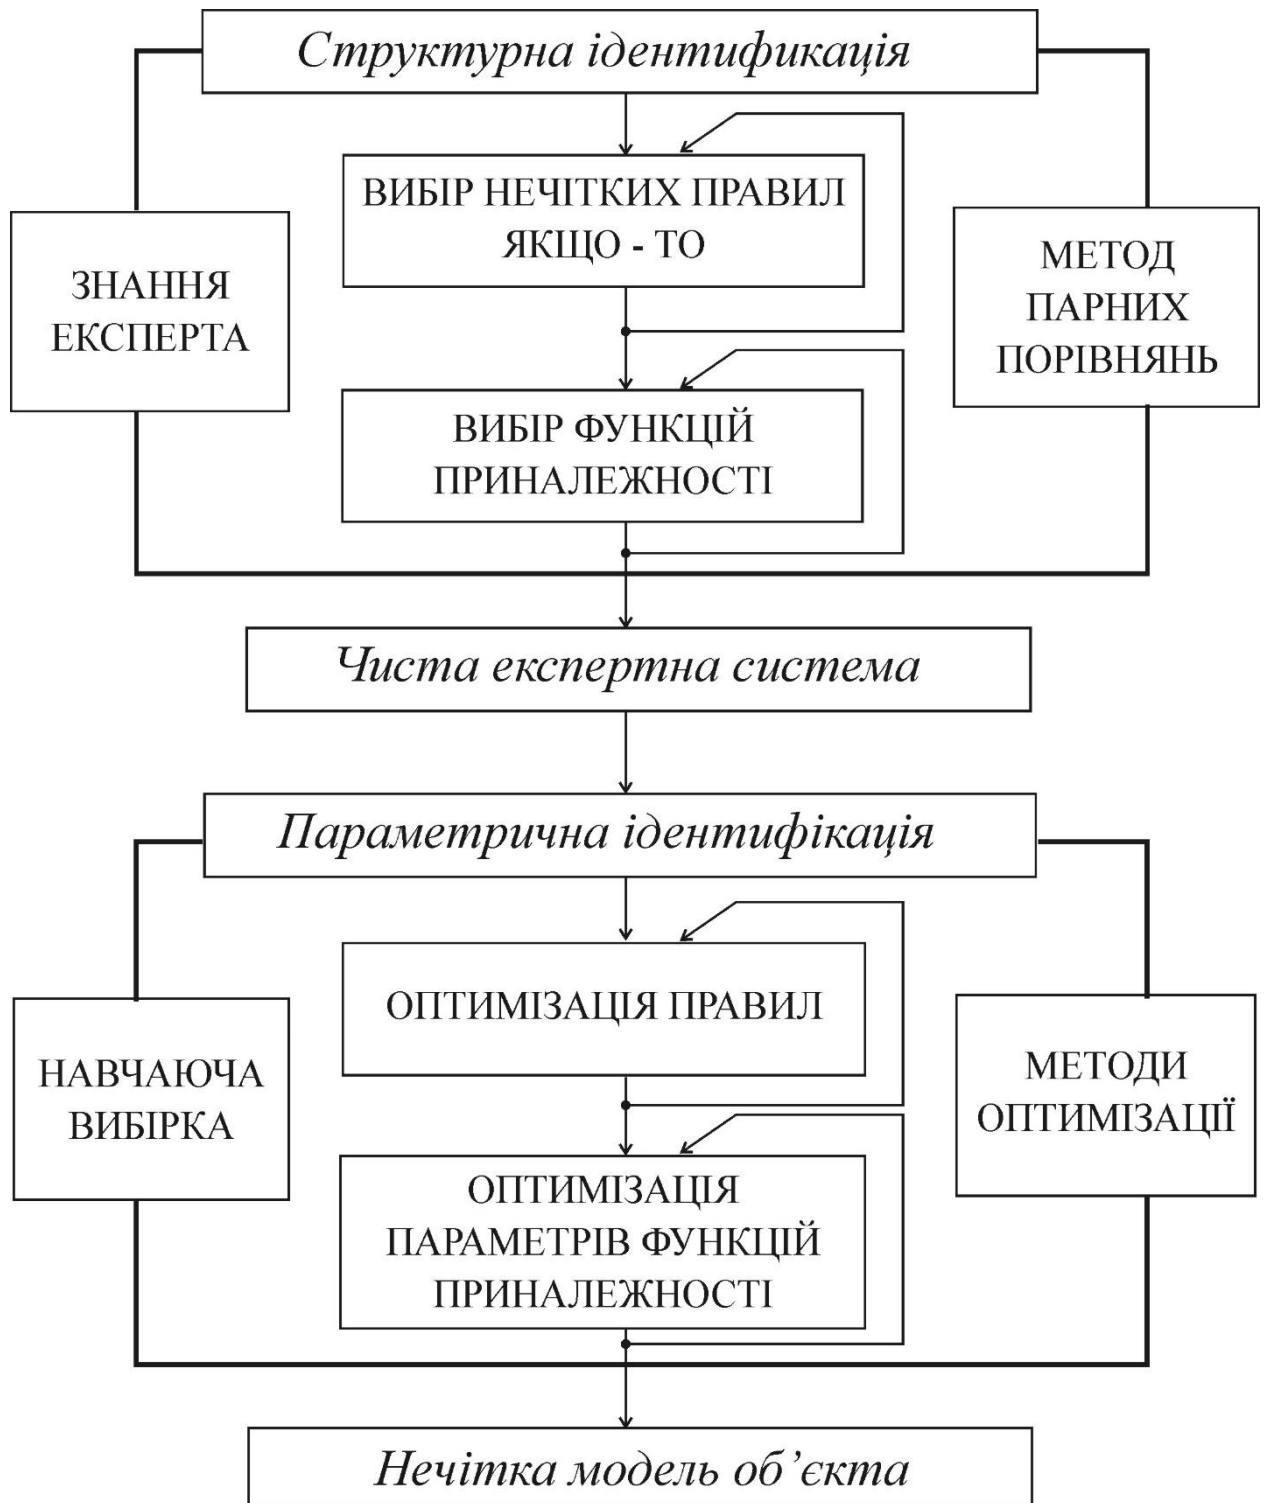 Структурна ідентификація
ВИБІР НЕЧІТКИХ ПРАВИЛ
ЯКЩО - ТО
ЗНАННЯ
ЕКСПЕРТА
МЕТОД
ПАРНИХ
ПОРІВНЯНЬ
ВИБІР ФУНКЦІЙ
ПРИНАЛЕЖНОСТІ
Чиста експертна система
Параметрична ідентифікація
ОПТИМІЗАЦІЯ ПРАВИЛ
НАВЧАЮЧА
ВИБІРКА
МЕТОДИ
ОПТИМІЗАЦІЇ
ОПТИМІЗАЦІЯ
ПАРАМЕТРІВ ФУНКЦІЙ
ПРИНАЛЕЖНОСТІ
Нечітка модель об’єкта